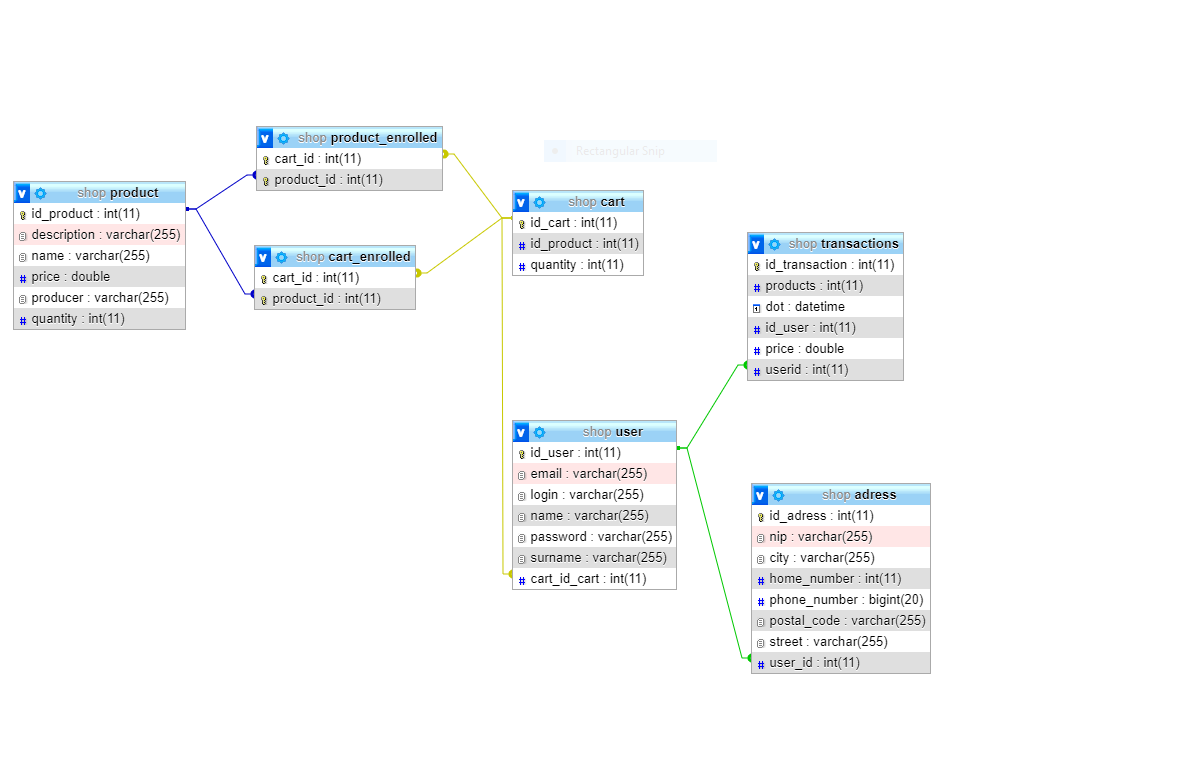 shop product_enrolled
cart_id : int(11)
product_id : int(11)
Rectangular Snip
shop product
id_product : int(11)
description : varchar(255)
name : varchar(255)
price : double
producer : varchar(255)
quantity : int(11)
shop cart_enrolled
cart_id : int(11)
product_id : int(11)
shop cart
id_cart : int(11)
id_product : int(11)
quantity : int(11)
shop transactions
id_transaction : int(11)
products : int(11)
dot : datetime
id_user : int(11)
price : double
userid : int(11)
shop user
id_user : int(11)
email : varchar(255)
login : varchar(255)
name : varchar(255)
password : varchar(255)
surname : varchar(255)
cart_id_cart : int(11)
shop adress
id_adress : int(11)
nip : varchar(255)
city : varchar(255)
home_number : int(11)
phone_number : bigint(20)
postal_code : varchar(255)
street : varchar(255)
user_id : int(11)